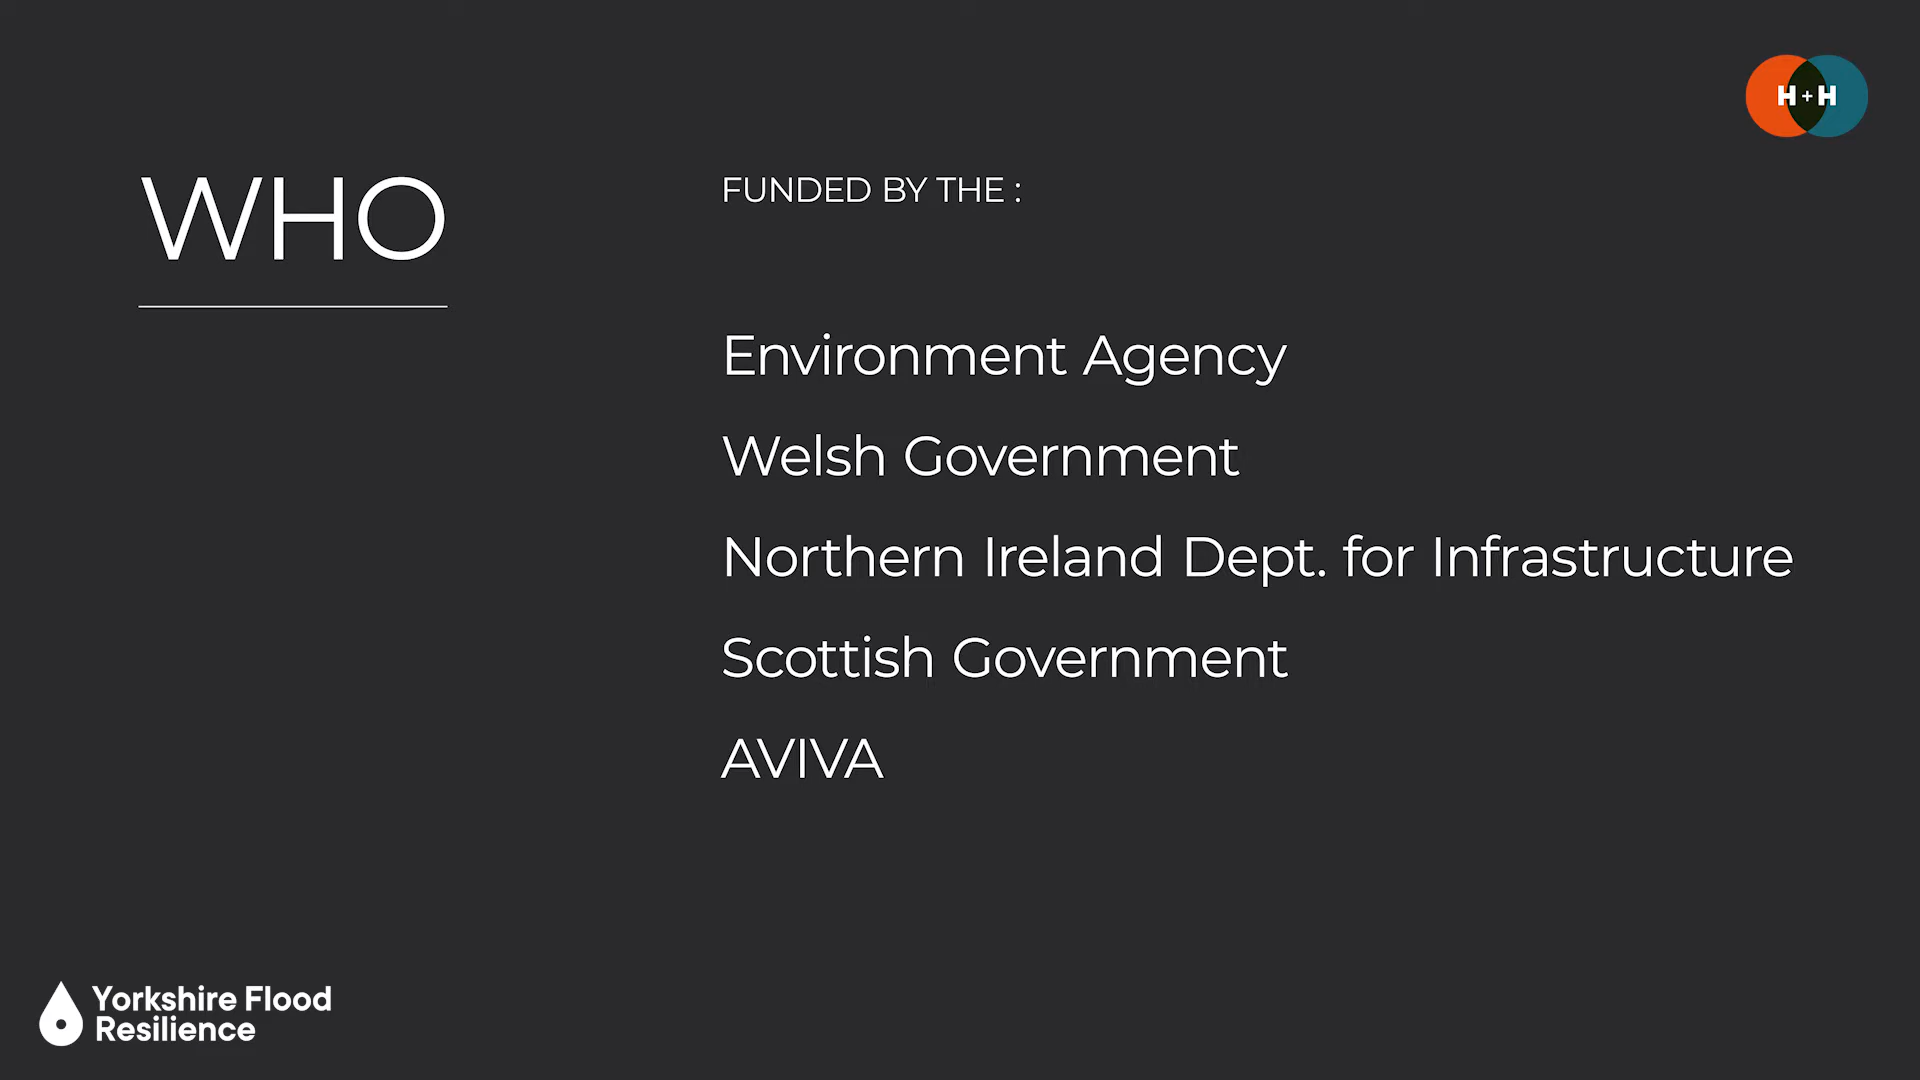 H+H
WHO
FUNDED BY THE :
Environment Agency
Welsh Government
Northern Ireland Dept. for Infrastructure
Scottish Government
AVIVA
Yorkshire Flood
Resilience